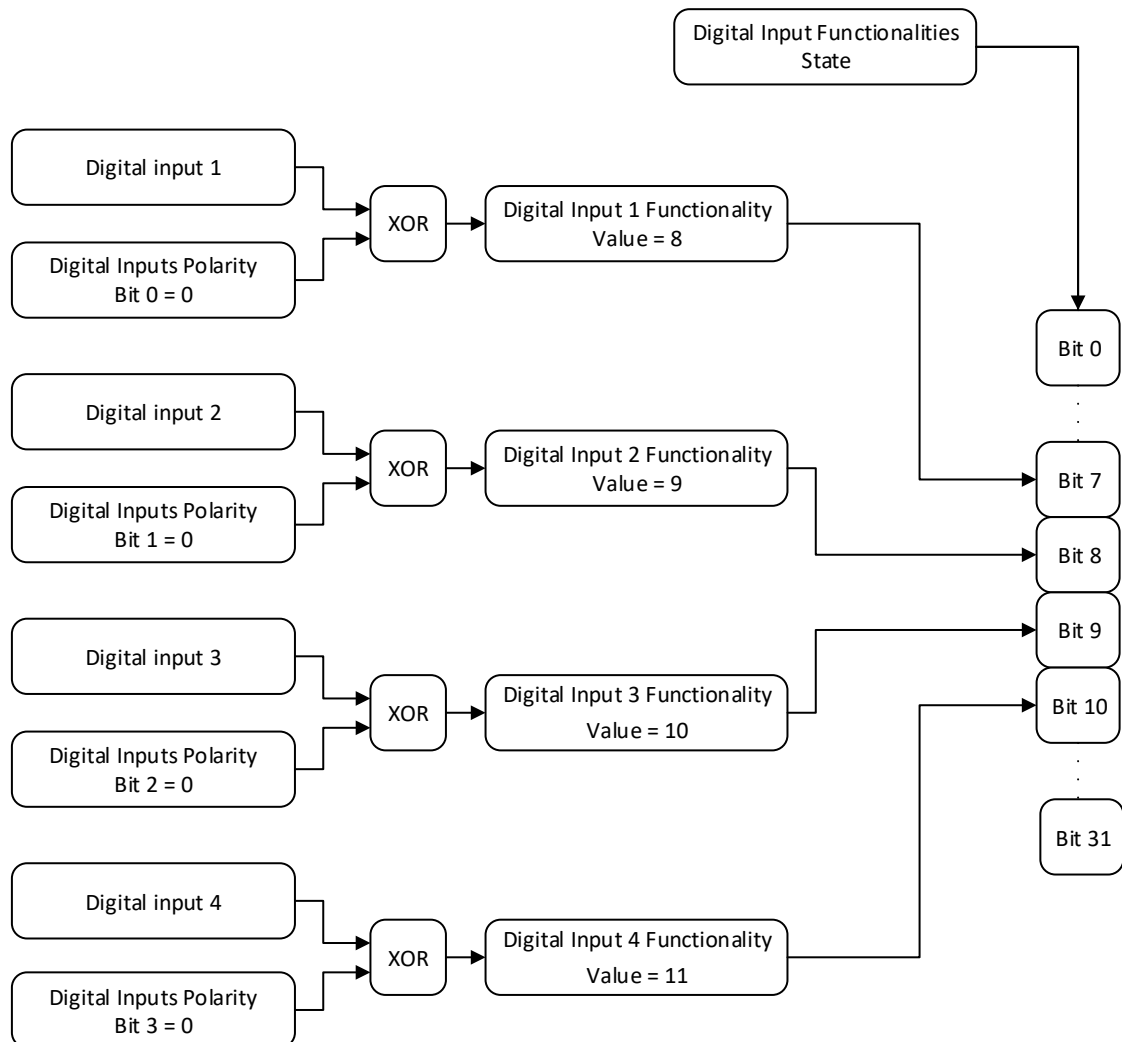 Digital Input Functionalities
State
Digital input 1
Digital Inputs Polarity
Bit 0 = 0
XOR
Digital Input 1 Functionality
Value = 8
Digital input 2
Digital Inputs Polarity
Bit 1 = 0
XOR
Digital Input 2 Functionality
Value = 9
Digital input 3
Digital Inputs Polarity
Bit 2 = 0
XOR
Digital Input 3 Functionality
Value = 10
Digital input 4
Digital Inputs Polarity
Bit 3 = 0
XOR
Digital Input 4 Functionality
Value = 11
Bit 0
Bit 7
Bit 8
Bit 9
Bit 10
Bit 31